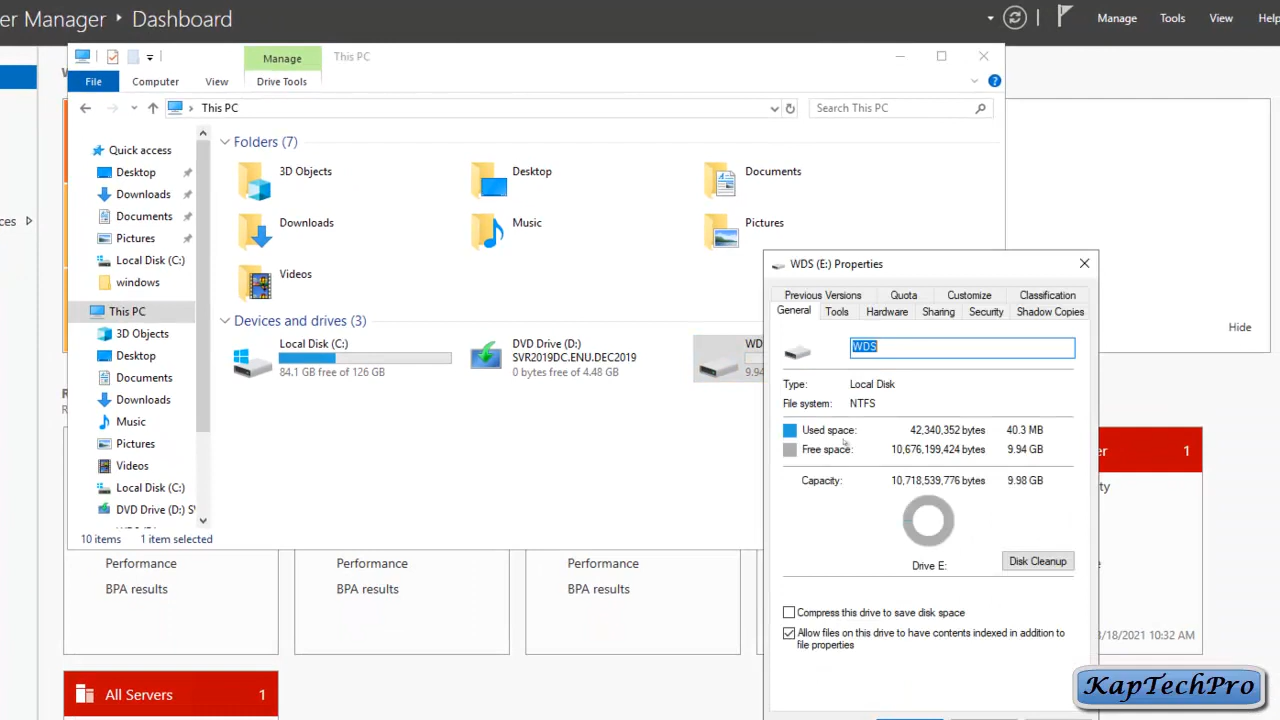 er Manager ‣ Dashboard
Manage Tools View Help
Manage This PC
File Computer View Drive Tools
This PC Search This PC
Quick access
Desktop
Downloads
Documents
Pictures
Local Disk (C:)
windows
This PC
3D Objects
Desktop
Documents
Downloads
Music
Pictures
Videos
Local Disk (C:)
DVD Drive (D:) S
Folders (7)
3D Objects Desktop Documents
Downloads Music Pictures
Videos
Devices and drives (3)
Local Disk (C:)
84.1 GB free of 126 GB
DVD Drive (D:)
SVR2019DC.ENU.DEC2019
0 bytes free of 4.48 GB
WD
9.94
10 items 1 item selected
ces
WDS (E:) Properties
Previous Versions Quota Customize Classification
General Tools Hardware Sharing Security Shadow Copies
WDS
Type: Local Disk
File system: NTFS
Used space: 42,340,352 bytes 40.3 MB
Free space: 10,676,199,424 bytes 9.94 GB
Capacity: 10,718,539,776 bytes 9.98 GB
Drive E:
Disk Cleanup
Compress this drive to save disk space
Allow files on this drive to have contents indexed in addition to
file properties
Hide
er 1
ty
Performance Performance Performance
BPA results BPA results BPA results
/18/2021 10:32 AM
All Servers 1
KapTechPro